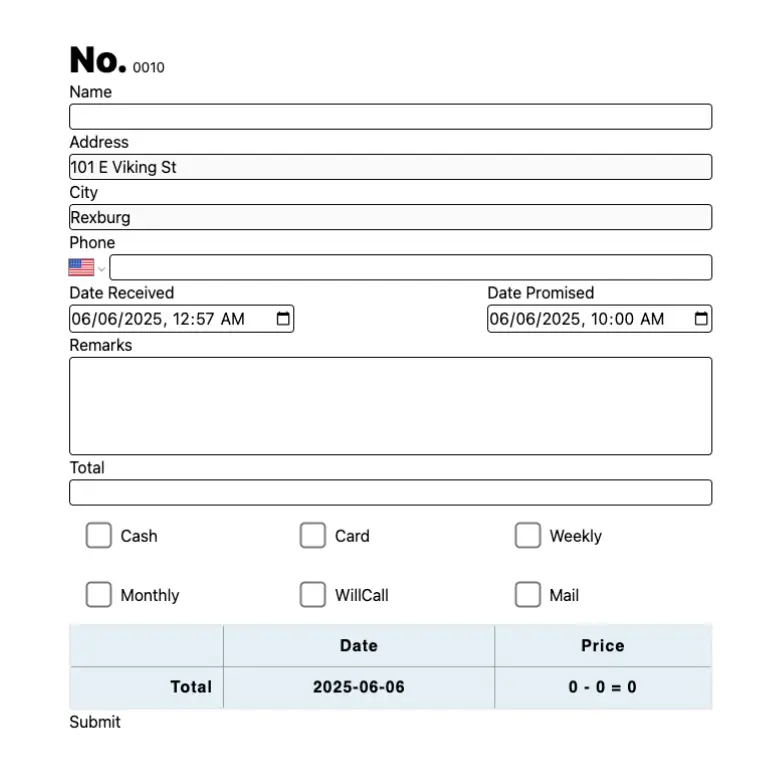 No. 0010
Name
Address
101 E Viking St
City
Rexburg
Phone
Date Received Date Promised
06/06/2025, 12:57 AM 06/06/2025, 10:00 AM
Remarks
Total
Cash Card Weekly
Monthly WillCall Mail
Date Price
Total 2025-06-06 0 - 0 = 0
Submit